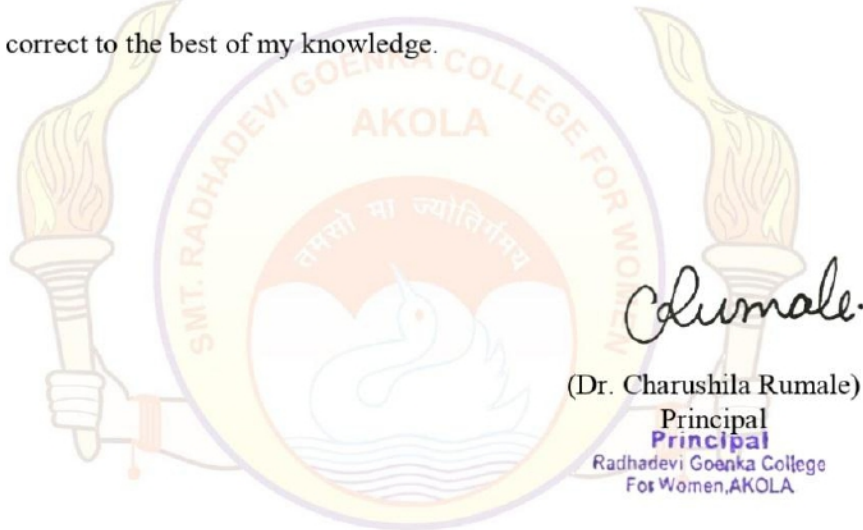 correct to the best of my knowledge.
SMT. RADHADEVI GOENKA COLLEGE FOR WOMEN
AKOLA
तमसो मा ज्योतिर्गमय
CRumale.
(Dr. Charushila Rumale)
Principal
Principal
Radhadevi Goenka College
For Women,AKOLA